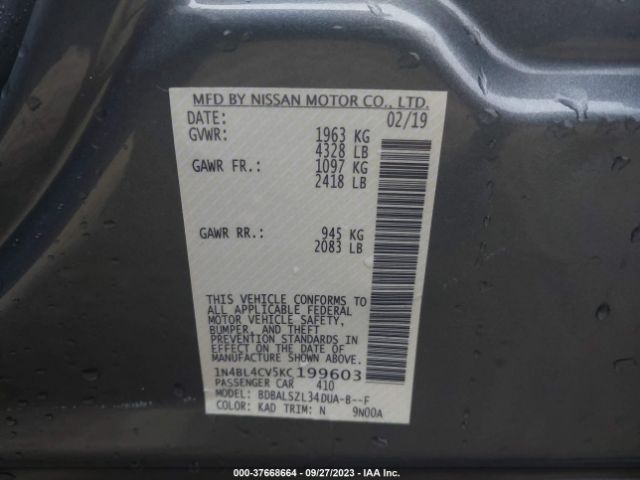 MFD BY NISSAN MOTOR CO., LTD.
DATE: 02/19
GVWR: 1963 KG
4328 LB
GAWR FR.: 1097 KG
2418 LB
GAWR RR.: 945 KG
2083 LB
THIS VEHICLE CONFORMS TO
ALL APPLICABLE FEDERAL
MOTOR VEHICLE SAFETY,
BUMPER, AND THEFT
PREVENTION STANDARDS
IN EFFECT ON THE DATE OF
MANUFACTURE SHOWN ABOVE.
1N4BL4CV5KC199603
PASSENGER CAR 410
MODEL: BDBALSZL34DUA-B--F
COLOR: KAD TRIM: N 9N00A
000-37668664 / 09/27/2023 / IAA Inc.